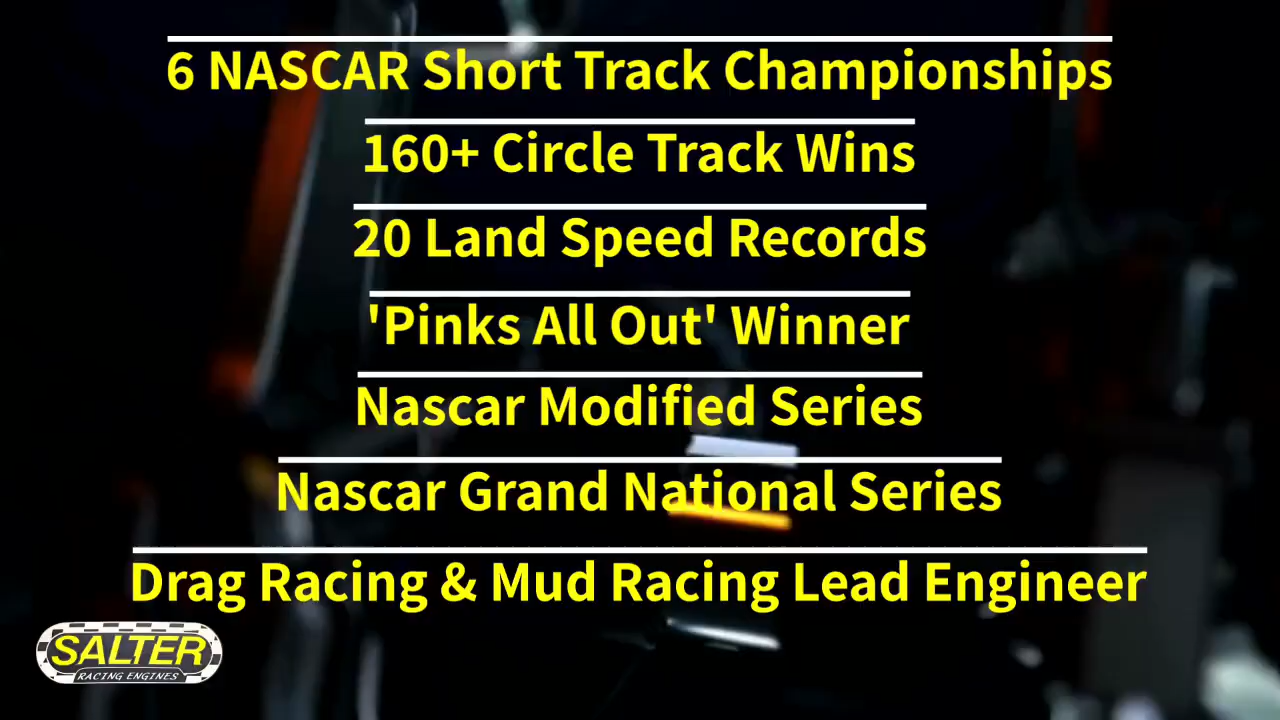 6 NASCAR Short Track Championships
160+ Circle Track Wins
20 Land Speed Records
'Pinks All Out' Winner
Nascar Modified Series
Nascar Grand National Series
Drag Racing & Mud Racing Lead Engineer
SALTER
RACING ENGINES